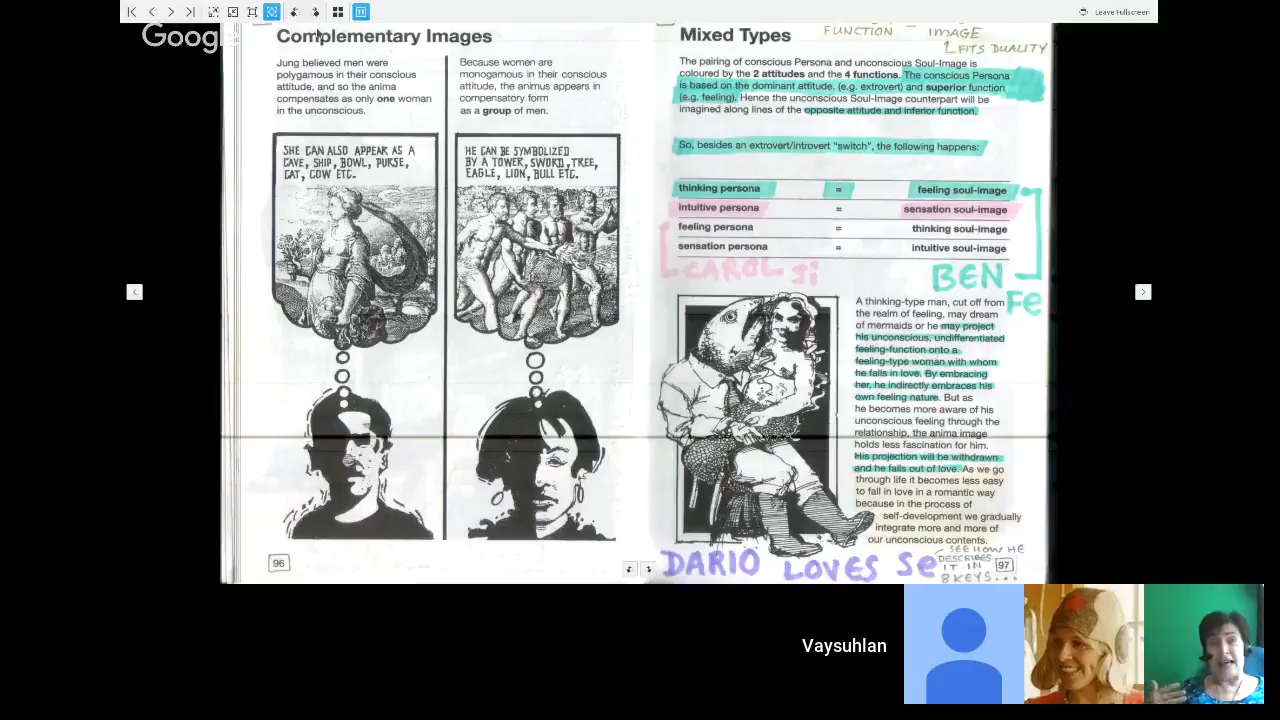 Leave Fullscreen
Google
Complementary Images
Jung believed men were
polygamous in their conscious
attitude, and so the anima
compensates as only one woman
in the unconscious.
Because women are
monogamous in their conscious
attitude, the animus appears in
compensatory form
as a group of men.
SHE CAN ALSO APPEAR AS A
CAVE, SHIP, BOWL, PURSE,
CAT, COW ETC.
HE CAN BE SYMBOLIZED
BY A TOWER, SWORD, TREE,
EAGLE, LION, BULL ETC.
96
Mixed Types
FUNCTION — IMAGE
FITS DUALITY
The pairing of conscious Persona and unconscious Soul-Image is
coloured by the 2 attitudes and the 4 functions. The conscious Persona
is based on the dominant attitude. (e.g. extrovert) and superior function
(e.g. feeling). Hence the unconscious Soul-Image counterpart will be
imagined along lines of the opposite attitude and inferior function.
So, besides an extrovert/introvert "switch", the following happens:
thinking persona = feeling soul-image
intuitive persona = sensation soul-image
feeling persona = thinking soul-image
sensation persona = intuitive soul-image
CAROL Si
BEN
Fe
A thinking-type man, cut off from
the realm of feeling, may dream
of mermaids or he may project
his unconscious, undifferentiated
feeling-function onto a
feeling-type woman with whom
he falls in love. By embracing
her, he indirectly embraces his
own feeling nature. But as
he becomes more aware of his
unconscious feeling through the
relationship, the anima image
holds less fascination for him.
His projection will be withdrawn
and he falls out of love. As we go
through life it becomes less easy
to fall in love in a romantic way
because in the process of
self-development we gradually
integrate more and more of
our unconscious contents.
DARIO LOVES Se
SEE HOW HE
DESCRIBES
IT IN
8 KEYS...
97
Vaysuhlan